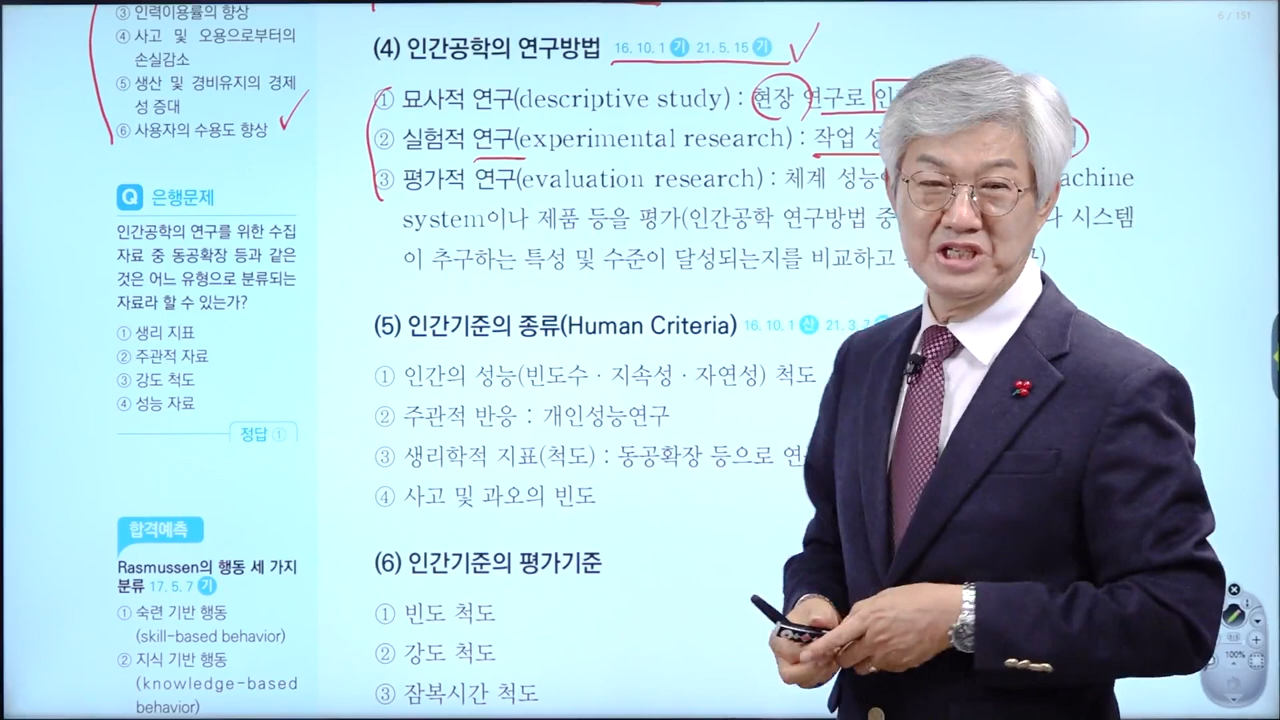 6 / 151
③ 인력이용률의 향상
④ 사고 및 오용으로부터의
손실감소
⑤ 생산 및 경비유지의 경제
성 증대
⑥ 사용자의 수용도 향상
Q 은행문제
인간공학의 연구를 위한 수집
자료 중 동공확장 등과 같은
것은 어느 유형으로 분류되는
자료라 할 수 있는가?
① 생리 지표
② 주관적 자료
③ 강도 척도
④ 성능 자료
정답 ①
합격예측
Rasmussen의 행동 세 가지
분류 17. 5. 7 기
① 숙련 기반 행동
(skill-based behavior)
② 지식 기반 행동
(knowledge-based
behavior)
(4) 인간공학의 연구방법 16. 10. 1 기 21. 5. 15 기
① 묘사적 연구(descriptive study) : 현장 연구로
② 실험적 연구(experimental research) : 작업
③ 평가적 연구(evaluation research) : 체계
system이나 제품 등을 평가(인간공학 연구방법 시스템
이 추구하는 특성 및 수준이 달성되는지를 비교하고
(5) 인간기준의 종류(Human Criteria) 16. 10. 1 산 21. 3. 7
① 인간의 성능(빈도수 · 지속성 · 자연성) 척도
② 주관적 반응 : 개인성능연구
③ 생리학적 지표(척도) : 동공확장 등으로
④ 사고 및 과오의 빈도
(6) 인간기준의 평가기준
① 빈도 척도
② 강도 척도
③ 잠복시간 척도
100%